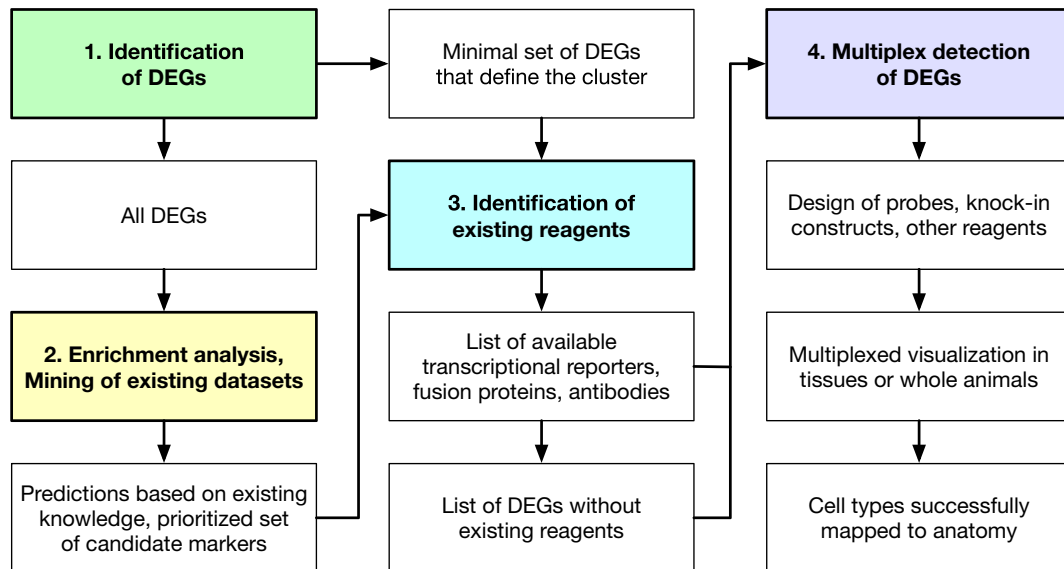 1. Identification
of DEGs
All DEGs
2. Enrichment analysis,
Mining of existing datasets
Predictions based on existing
knowledge, prioritized set
of candidate markers
Minimal set of DEGs
that define the cluster
3. Identification of
existing reagents
List of available
transcriptional reporters,
fusion proteins, antibodies
List of DEGs without
existing reagents
4. Multiplex detection
of DEGs
Design of probes, knock-in
constructs, other reagents
Multiplexed visualization in
tissues or whole animals
Cell types successfully
mapped to anatomy